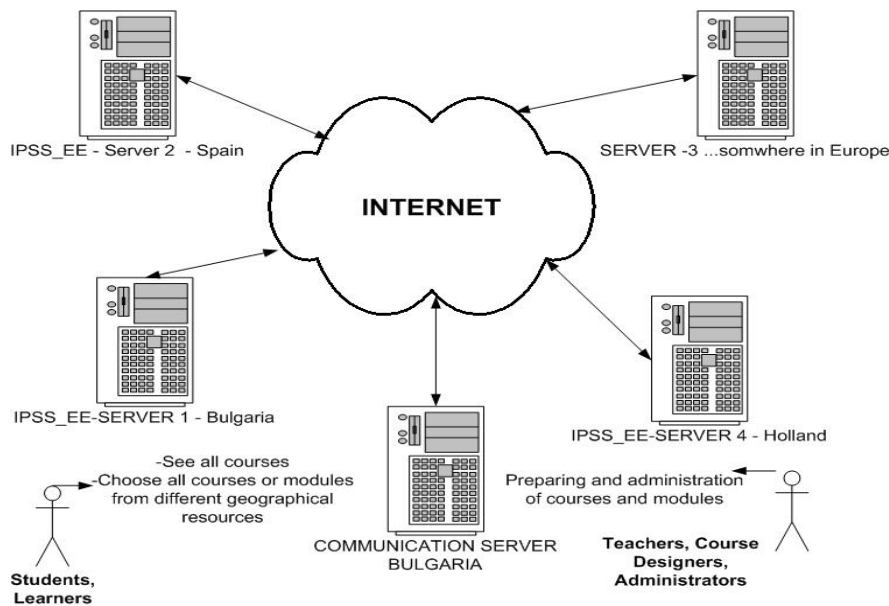 IPSS_EE - Server 2 - Spain
SERVER -3 ...somwhere in Europe
INTERNET
IPSS_EE-SERVER 1 - Bulgaria
IPSS_EE-SERVER 4 - Holland
-See all courses
-Choose all courses or modules
from different geographical
resources
Students,
Learners
COMMUNICATION SERVER
BULGARIA
Preparing and administration
of courses and modules
Teachers, Course
Designers,
Administrators